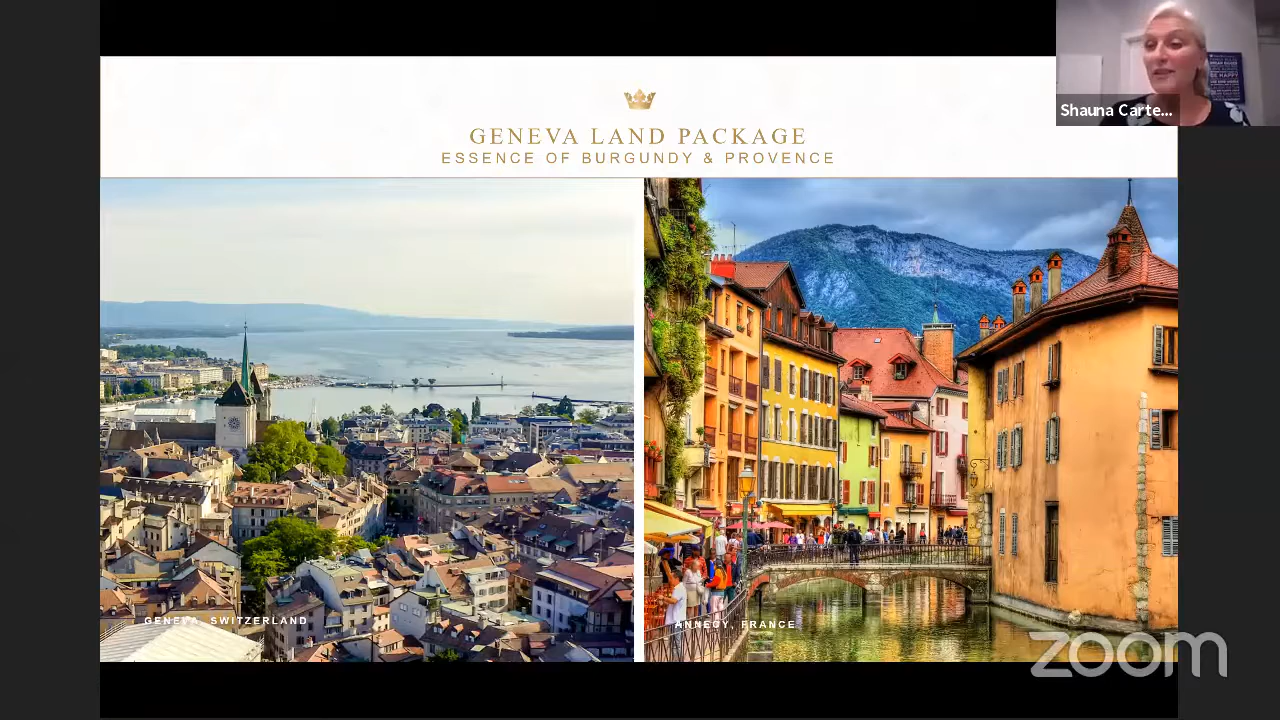 GENEVA LAND PACKAGE
ESSENCE OF BURGUNDY & PROVENCE
Shauna Carte...
GENEVA, SWITZERLAND
ANNECY, FRANCE
zoom